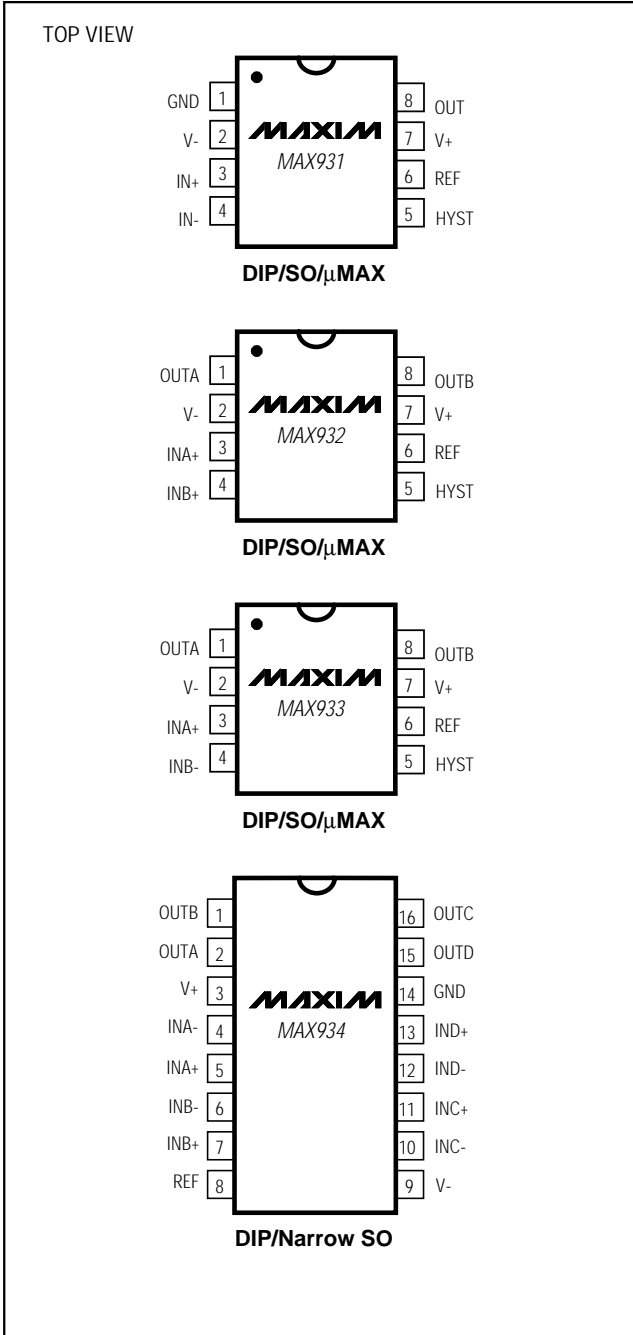 TOP VIEW
GND 1 8 OUT
V- 2 MAXIM 7 V+
IN+ 3 MAX931 6 REF
IN- 4 5 HYST
DIP/SO/µMAX
OUTA 1 8 OUTB
V- 2 MAXIM 7 V+
INA+ 3 MAX932 6 REF
INB+ 4 5 HYST
DIP/SO/µMAX
OUTA 1 8 OUTB
V- 2 MAXIM 7 V+
INA+ 3 MAX933 6 REF
INB- 4 5 HYST
DIP/SO/µMAX
OUTB 1 16 OUTC
OUTA 2 15 OUTD
V+ 3 MAXIM 14 GND
INA- 4 MAX934 13 IND+
INA+ 5 12 IND-
INB- 6 11 INC+
INB+ 7 10 INC-
REF 8 9 V-
DIP/Narrow SO